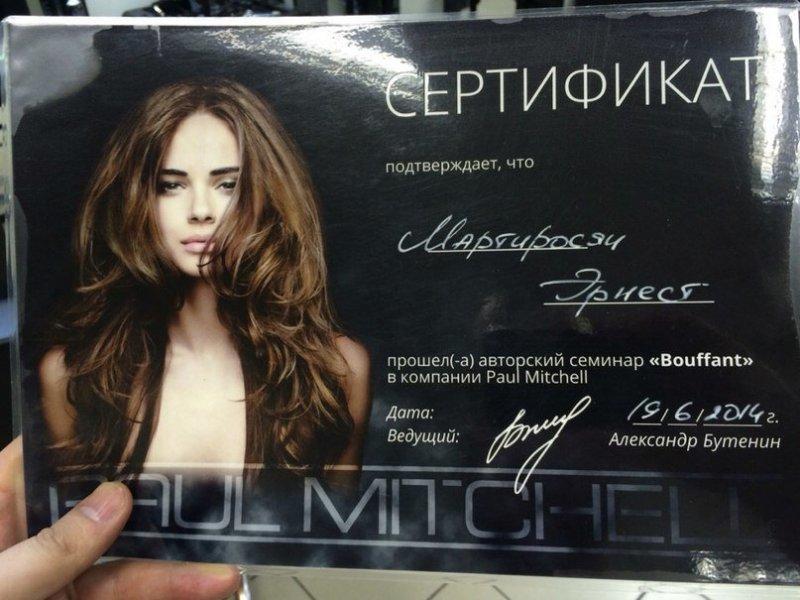 СЕРТИФИКАТ
подтверждает, что
Мартиросян
Эрнест
прошел(-а) авторский семинар «Bouffant»
в компании Paul Mitchell
Дата: 19/6/2014 г.
Ведущий: Александр Бутенин
PAUL MITCHELL